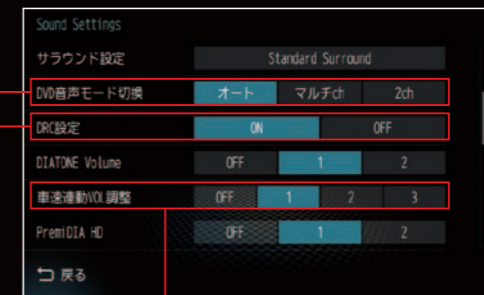 Sound Settings
サラウンド設定 Standard Surround
DVD音声モード切換 オート マルチch 2ch
DRC設定 ON OFF
DIATONE Volume OFF 1 2
車速連動VOL調整 OFF 1 2 3
PremiDIA HD OFF 1 2
戻る